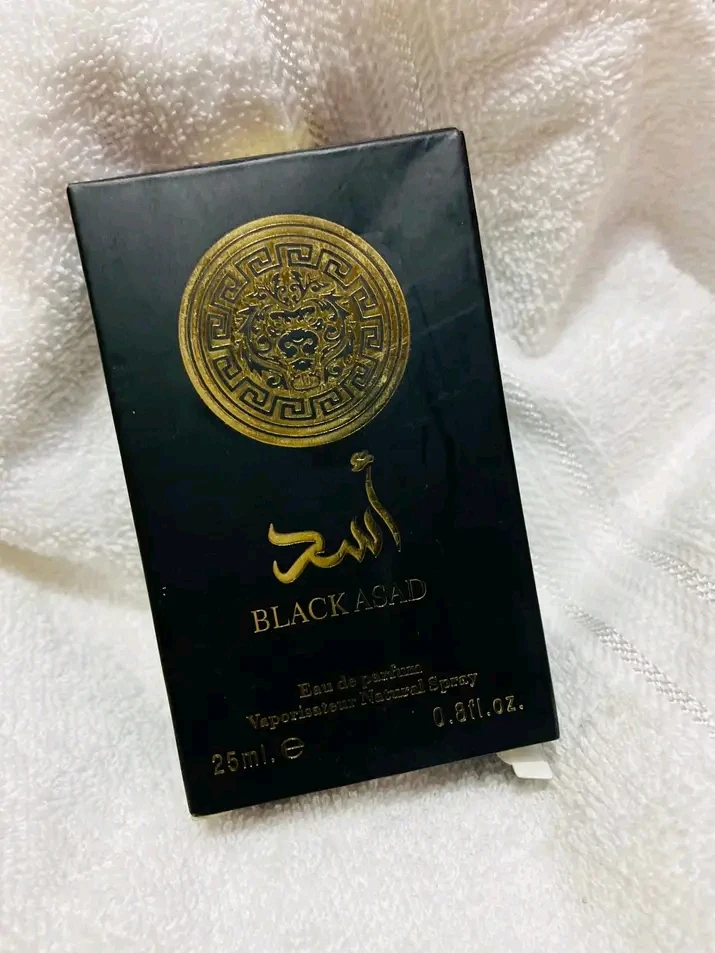 أسد
BLACK ASAD
Eau de parfum
Vaporisateur Natural Spray
25ml. ℮ 0.8fl.oz.